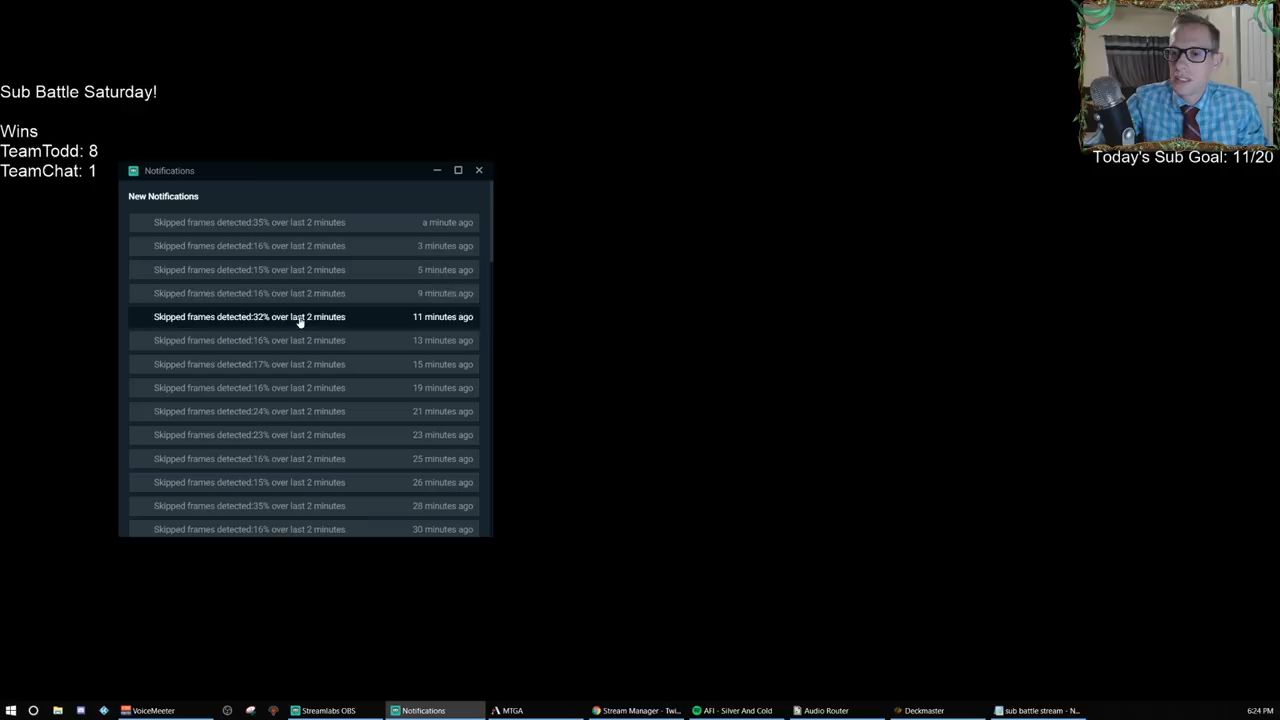 Sub Battle Saturday!
Wins
TeamTodd: 8
TeamChat: 1
Today's Sub Goal: 11/20
Notifications
New Notifications
Skipped frames detected:35% over last 2 minutes a minute ago
Skipped frames detected:16% over last 2 minutes 3 minutes ago
Skipped frames detected:15% over last 2 minutes 5 minutes ago
Skipped frames detected:16% over last 2 minutes 9 minutes ago
Skipped frames detected:32% over last 2 minutes 11 minutes ago
Skipped frames detected:16% over last 2 minutes 13 minutes ago
Skipped frames detected:17% over last 2 minutes 15 minutes ago
Skipped frames detected:16% over last 2 minutes 19 minutes ago
Skipped frames detected:24% over last 2 minutes 21 minutes ago
Skipped frames detected:23% over last 2 minutes 23 minutes ago
Skipped frames detected:16% over last 2 minutes 25 minutes ago
Skipped frames detected:15% over last 2 minutes 26 minutes ago
Skipped frames detected:35% over last 2 minutes 28 minutes ago
Skipped frames detected:16% over last 2 minutes 30 minutes ago
VoiceMeeter Streamlabs OBS Notifications MTGA Stream Manager - Twi... AFI - Silver And Cold Audio Router Deckmaster sub battle stream - N... 6:24 PM